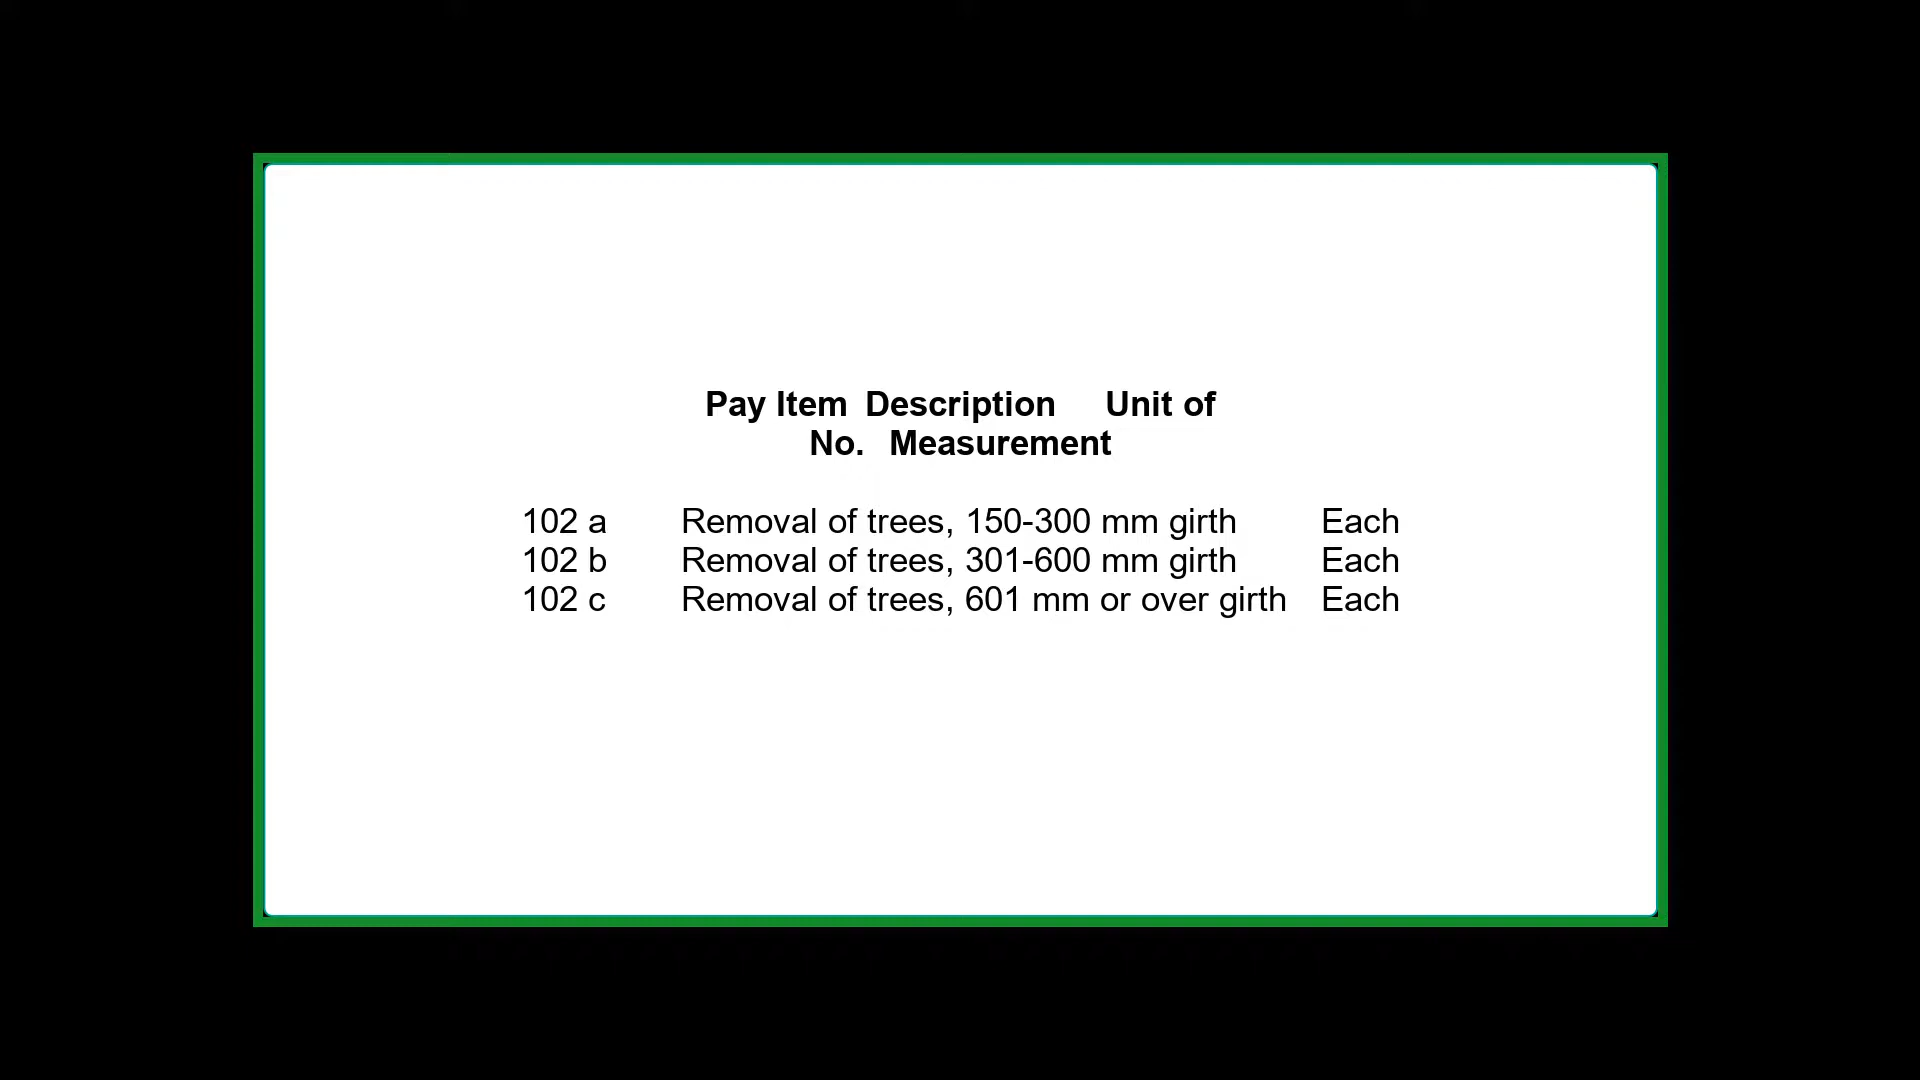 Pay Item Description Unit of
No. Measurement
102 a Removal of trees, 150-300 mm girth Each
102 b Removal of trees, 301-600 mm girth Each
102 c Removal of trees, 601 mm or over girth Each